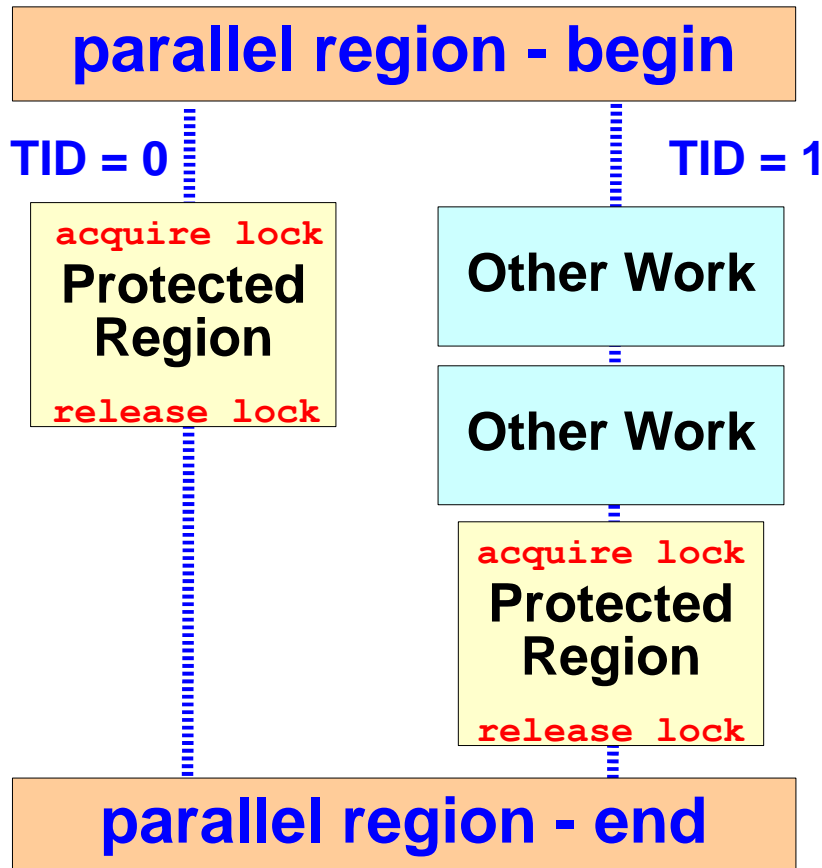 parallel region - begin
TID = 0
TID = 1
acquire lock
Protected
Region
release lock
Other Work
Other Work
acquire lock
Protected
Region
release lock
parallel region - end